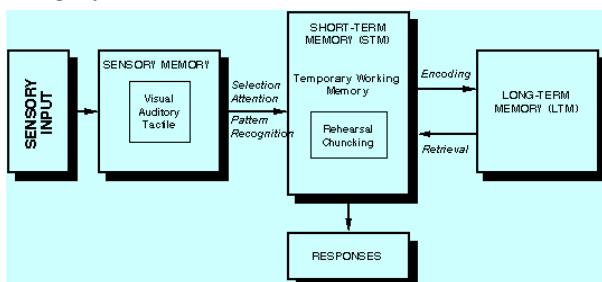 SENSORY
INPUT
SENSORY MEMORY
Visual
Auditory
Tactile
Selection
Attention
Pattern
Recognition
SHORT-TERM
MEMORY (STM)
Temporary Working
Memory
Rehearsal
Chuncking
Encoding
Retrieval
LONG-TERM
MEMORY (LTM)
RESPONSES